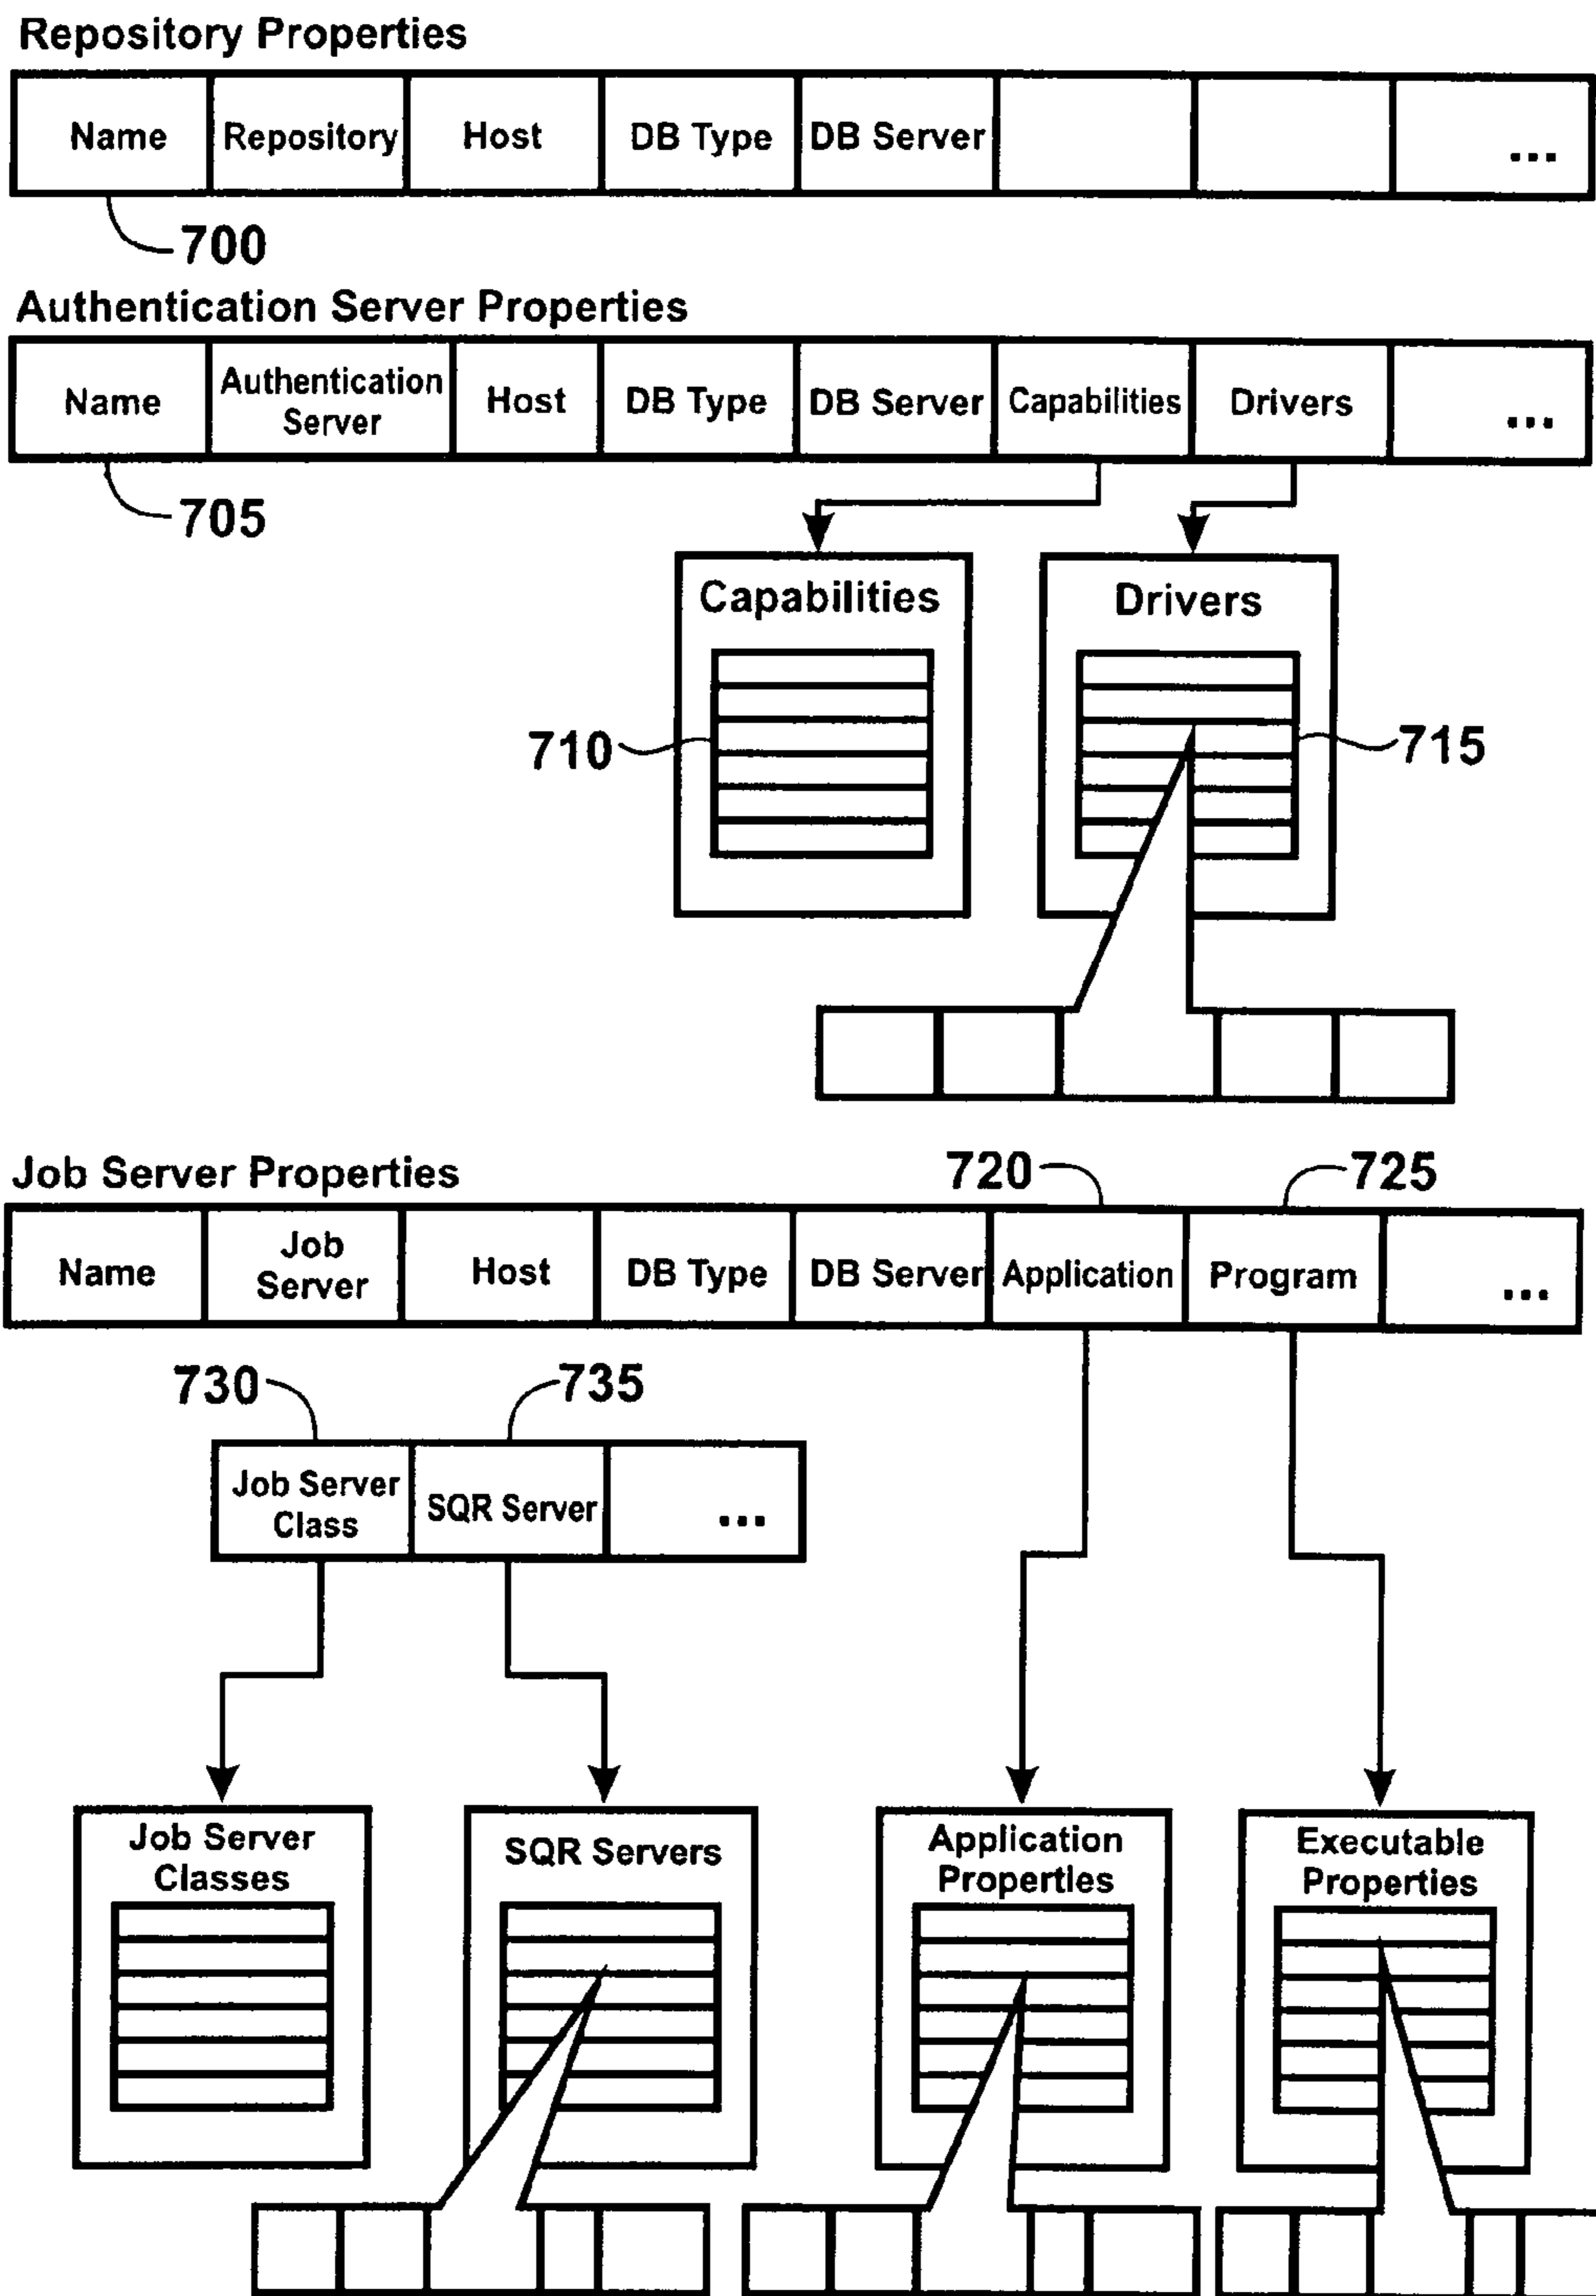 Repository Properties
Name Repository Host DB Type DB Server ...
700
Authentication Server Properties
Name Authentication Server Host DB Type DB Server Capabilities Drivers ...
705
Capabilities Drivers
710 715
Job Server Properties 720 725
Name Job Server Host DB Type DB Server Application Program ...
730 735
Job Server Class SQR Server ...
Job Server Classes
SQR Servers
Application Properties
Executable Properties